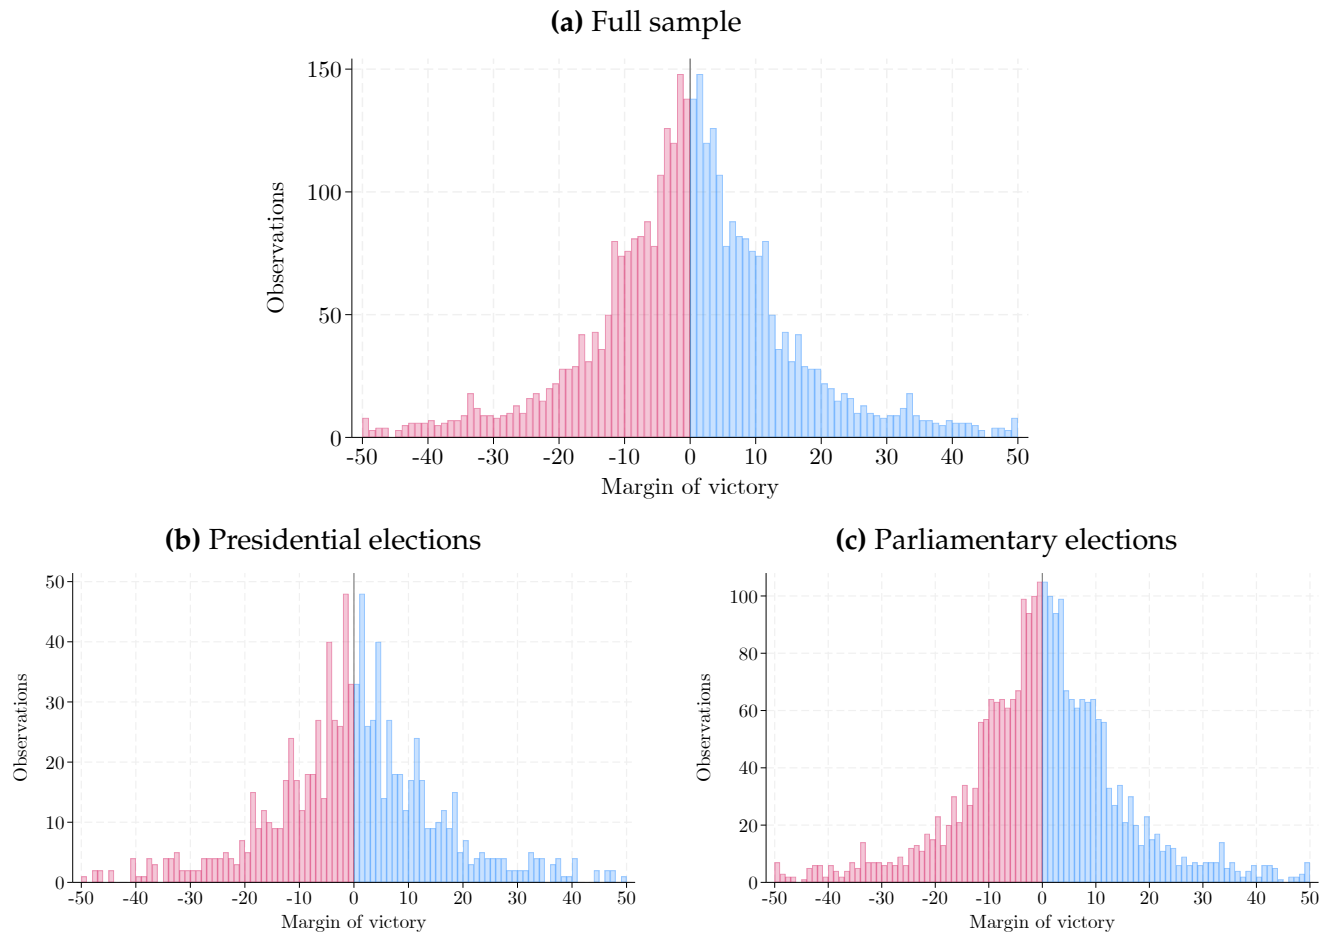 (a) Full sample
150
100
50
0
Observations
-50 -40 -30 -20 -10 0 10 20 30 40 50
Margin of victory
(b) Presidential elections
50
40
30
20
10
0
Observations
-50 -40 -30 -20 -10 0 10 20 30 40 50
Margin of victory
(c) Parliamentary elections
100
80
60
40
20
0
Observations
-50 -40 -30 -20 -10 0 10 20 30 40 50
Margin of victory